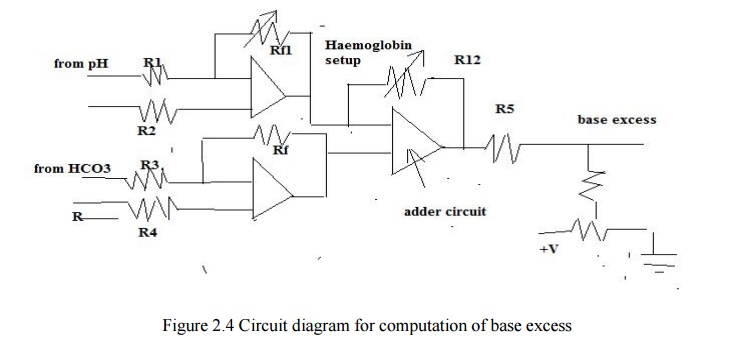 from pH
R1
Rf1
Haemoglobin
setup
R12
R2
R5
base excess
from HCO3
R3
Rf
R
R4
adder circuit
+V
Figure 2.4 Circuit diagram for computation of base excess